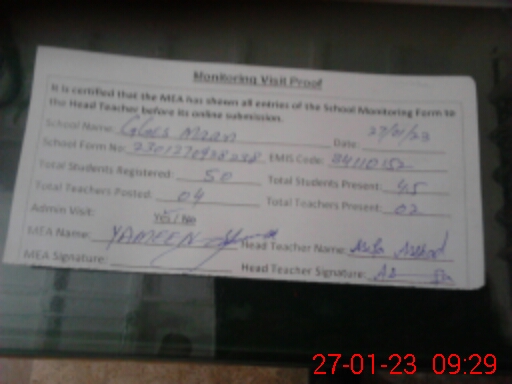 Monitoring Visit Proof
It is certified that the MEA has shown all entries of the School Monitoring Form to
the Head Teacher before its online submission.
School Name: GGES Date: 27/01/23
School Form No: EMIS Code: 34110152
Total Students Registered: 50 Total Students Present: 45
Total Teachers Posted: 04 Total Teachers Present: 02
Admin Visit: Yes / No
MEA Name: YAMEEN Head Teacher Name: Arshad
MEA Signature: Head Teacher Signature:
27-01-23 09:29